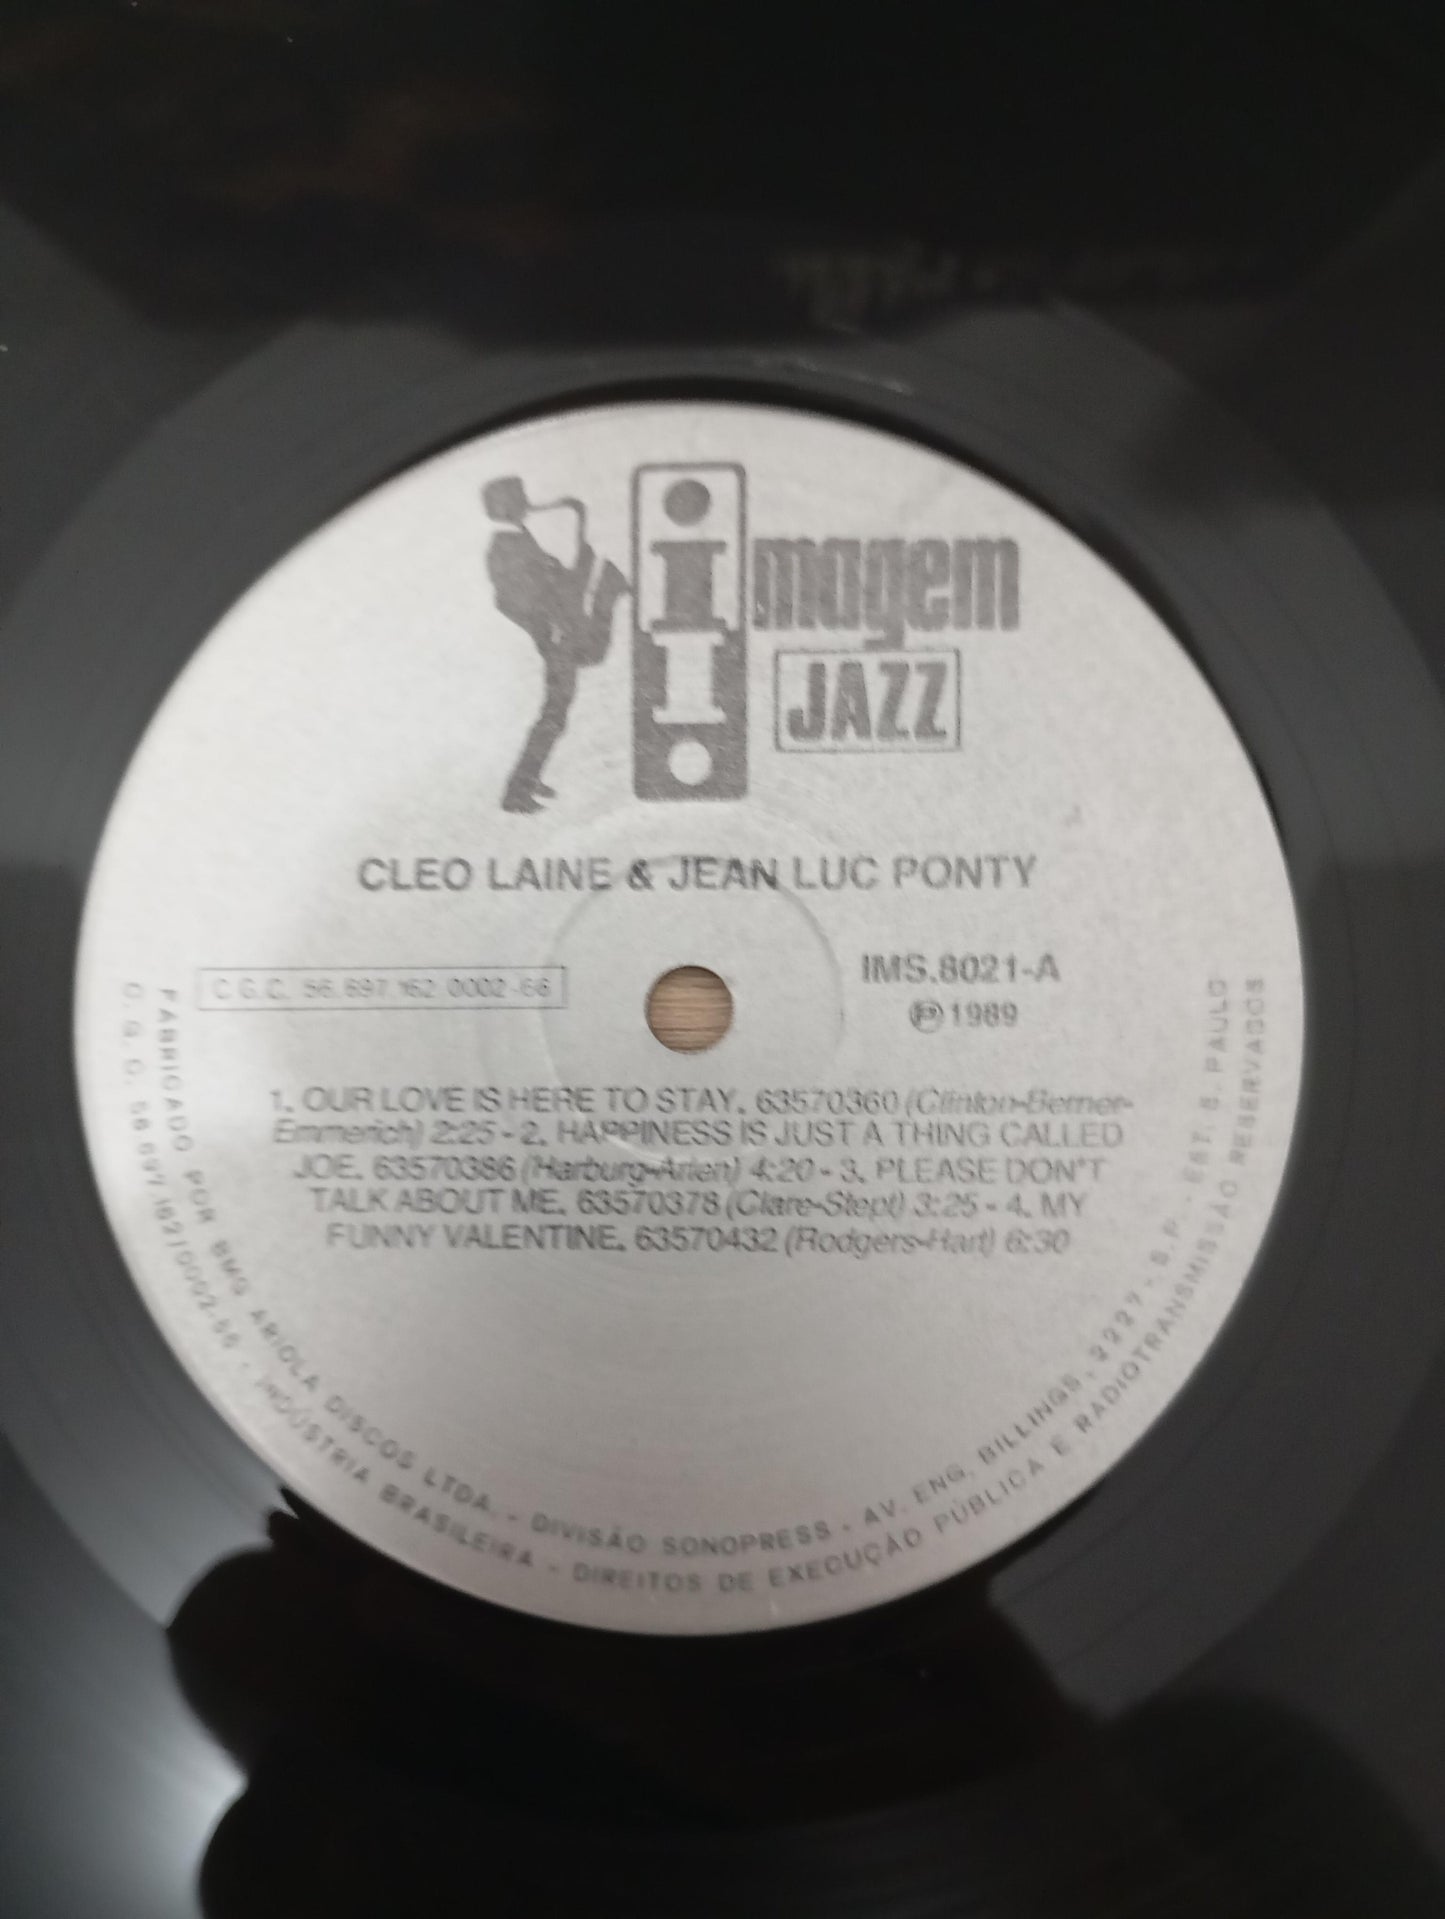 imagem
JAZZ
CLEO LAINE & JEAN LUC PONTY
C.G.C. 56.697.162 0002-66
IMS.8021-A
Ⓟ 1989
1. OUR LOVE IS HERE TO STAY. 63570360 (Clinton-Berner-
Emmerich) 2:25 - 2. HAPPINESS IS JUST A THING CALLED
JOE. 63570386 (Harburg-Arlen) 4:20 - 3. PLEASE DON'T
TALK ABOUT ME. 63570378 (Clare-Stept) 3:25 - 4. MY
FUNNY VALENTINE. 63570432 (Rodgers-Hart) 6:30
FABRICADO POR BMG ARIOLA DISCOS LTDA. - DIVISÃO SONOPRESS - AV. ENG. BILLINGS, 2227 - S.P. - EST. S. PAULO
C.G.C. 56.697.162/0002-66 - INDÚSTRIA BRASILEIRA - DIREITOS DE EXECUÇÃO PÚBLICA E RADIOTRANSMISSÃO RESERVADOS